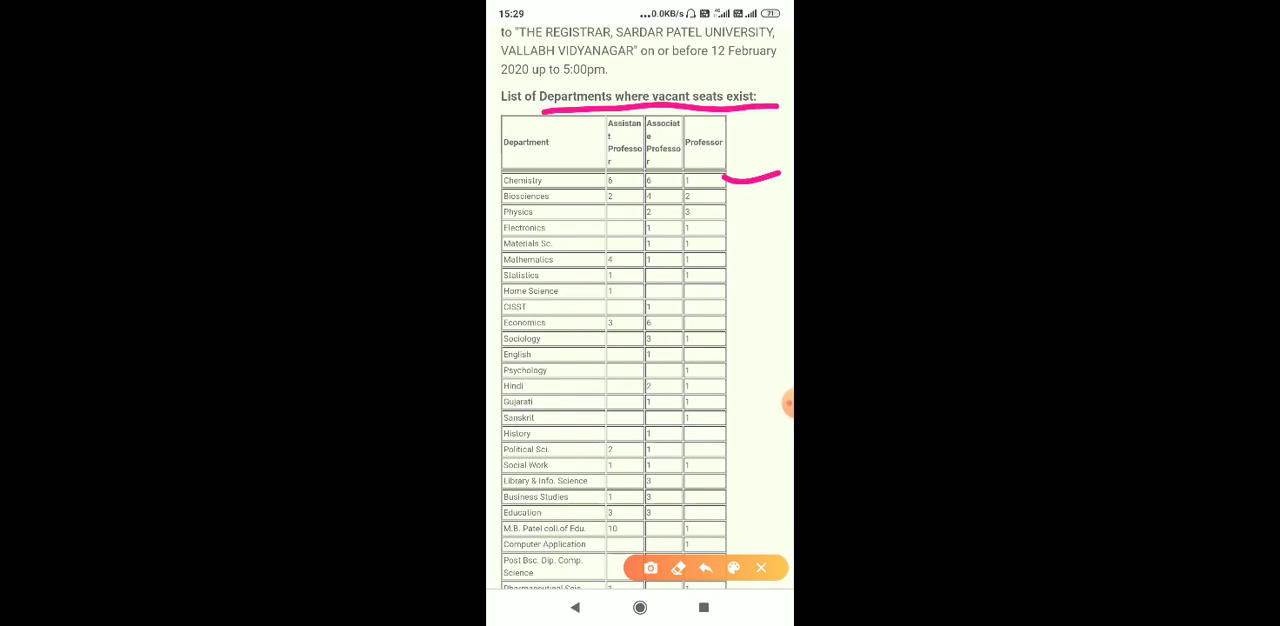 15:29 ...0.0KB/s 4G 71
to "THE REGISTRAR, SARDAR PATEL UNIVERSITY,
VALLABH VIDYANAGAR" on or before 12 February
2020 up to 5:00pm.
List of Departments where vacant seats exist:
Department Assistant Professor Associate Professor Professor
Chemistry 6 6 1
Biosciences 2 4 2
Physics 2 3
Electronics 1 1
Materials Sc. 1 1
Mathematics 4 1 1
Statistics 1 1
Home Science 1
CISST 1
Economics 3 6
Sociology 3 1
English 1
Psychology 1
Hindi 2 1
Gujarati 1 1
Sanskrit 1
History 1
Political Sci. 2 1
Social Work 1 1 1
Library & Info. Science 3
Business Studies 1 3
Education 3 3
M.B. Patel coll.of Edu. 10 1
Computer Application 1
Post Bsc. Dip. Comp.
Science